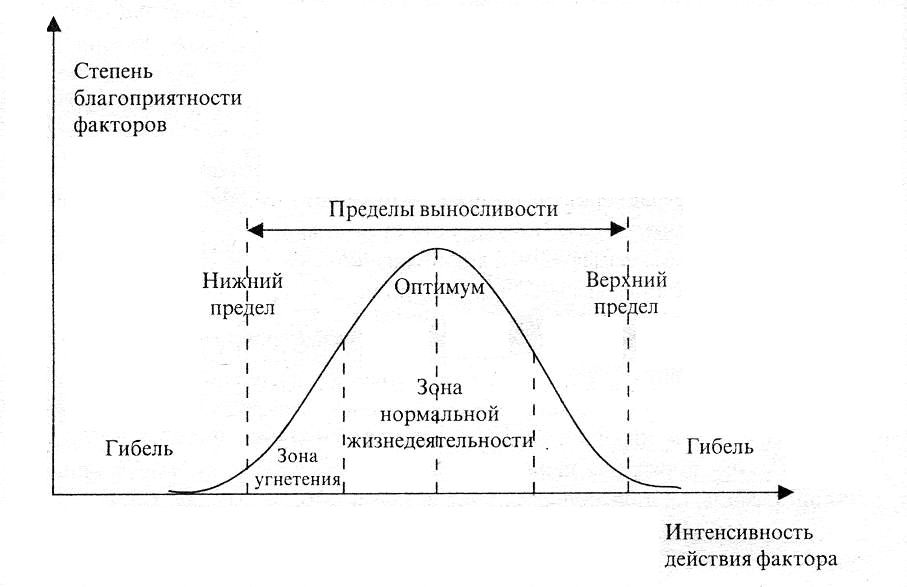 Степень
благоприятности
факторов
Пределы выносливости
Нижний
предел
Оптимум
Верхний
предел
Зона
нормальной
жизнедеятельности
Гибель
Зона
угнетения
Гибель
Интенсивность
действия фактора